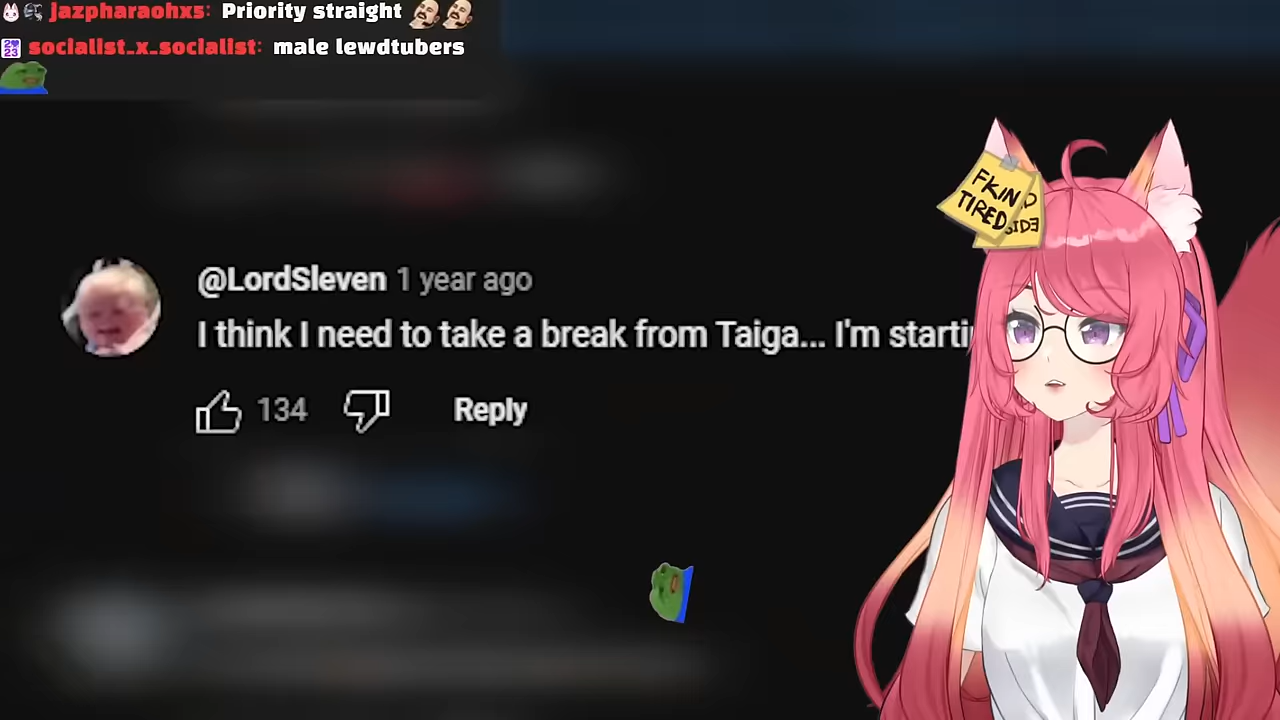 jazpharaohxs: Priority straight
socialist_x_socialist: male lewdtubers
FKIN
TIRED
SIDE
@LordSleven 1 year ago
I think I need to take a break from Taiga... I'm starti
134
Reply